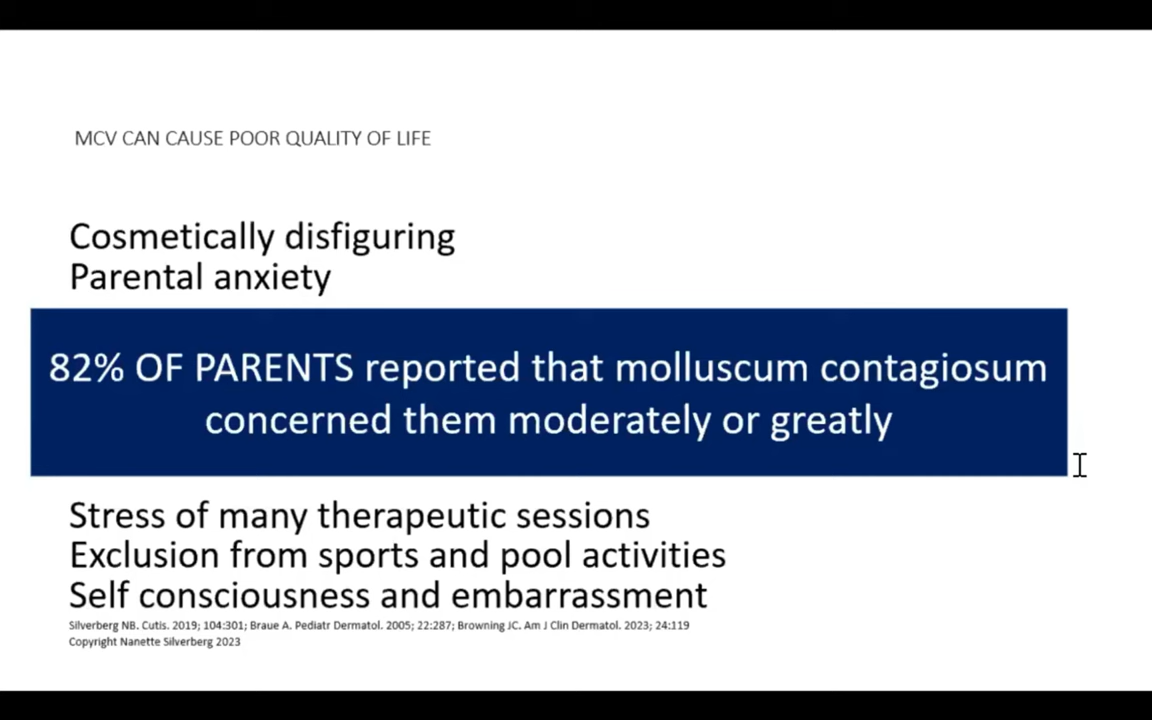 MCV CAN CAUSE POOR QUALITY OF LIFE
Cosmetically disfiguring
Parental anxiety
82% OF PARENTS reported that molluscum contagiosum
concerned them moderately or greatly
Stress of many therapeutic sessions
Exclusion from sports and pool activities
Self consciousness and embarrassment
Silverberg NB. Cutis. 2019; 104:301; Braue A. Pediatr Dermatol. 2005; 22:287; Browning JC. Am J Clin Dermatol. 2023; 24:119
Copyright Nanette Silverberg 2023